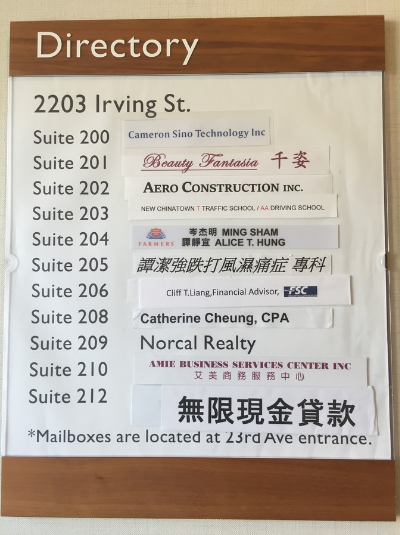 Directory
2203 Irving St.
Suite 200 Cameron Sino Technology Inc
Suite 201 Beauty Fantasia 千姿
Suite 202 AERO CONSTRUCTION INC.
Suite 203 NEW CHINATOWN T TRAFFIC SCHOOL / AA DRIVING SCHOOL
Suite 204 FARMERS 岑杰明 MING SHAM
譚靜宜 ALICE T. HUNG
Suite 205 譚潔強跌打風濕痛症 專科
Suite 206 Cliff T.Liang,Financial Advisor, FSC
Suite 208 Catherine Cheung, CPA
Suite 209 Norcal Realty
Suite 210 AMIE BUSINESS SERVICES CENTER INC
艾美商務服務中心
Suite 212 無限現金貸款
*Mailboxes are located at 23rd Ave entrance.